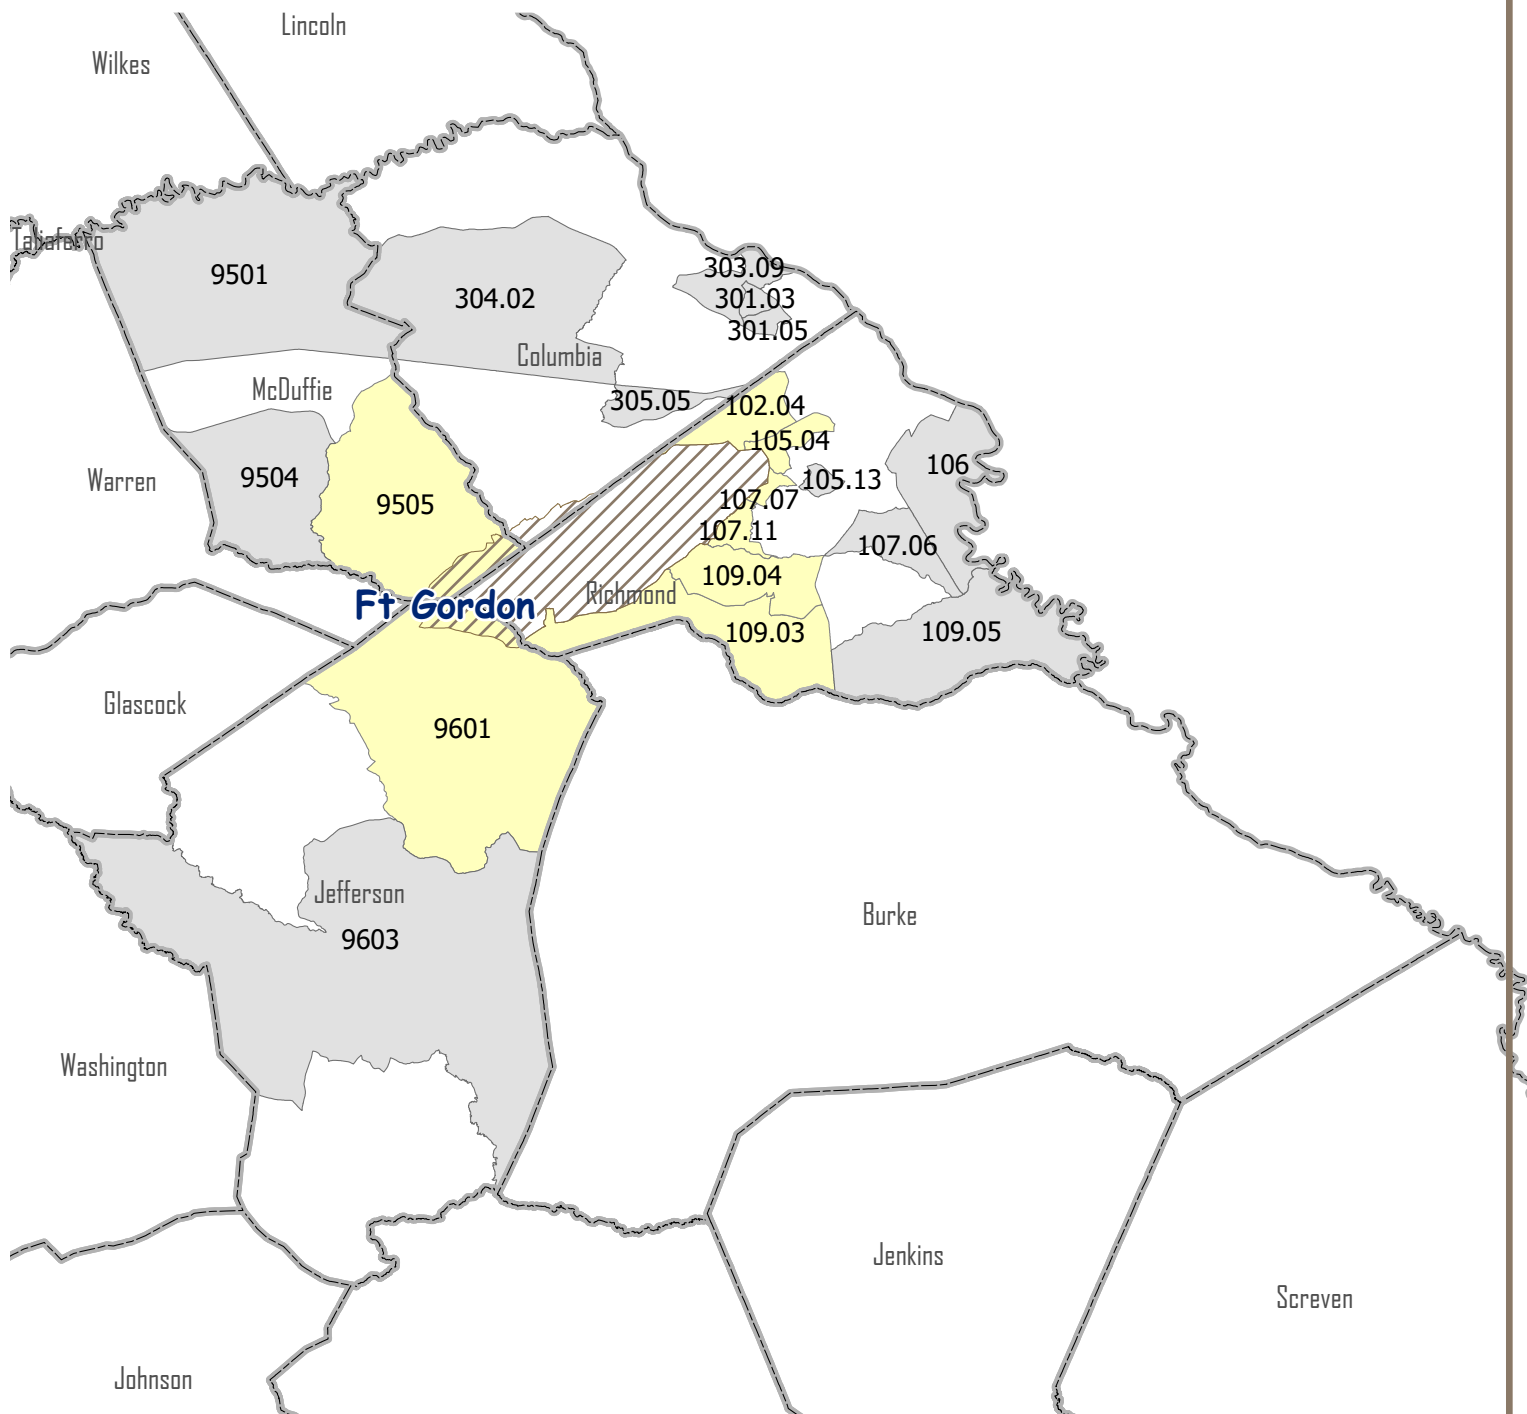 Lincoln
Wilkes
Taliaferro
9501
304.02
303.09
301.03
301.05
Columbia
McDuffie
305.05
102.04
105.04
Warren
9504
9505
105.13
106
107.07
107.11
107.06
109.04
Richmond
Ft Gordon
109.03
109.05
Glascock
9601
Jefferson
9603
Burke
Washington
Jenkins
Screven
Johnson